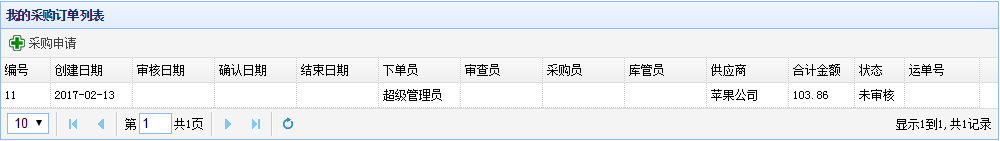 我的采购订单列表
采购申请
编号 创建日期 审核日期 确认日期 结束日期 下单员 审查员 采购员 库管员 供应商 合计金额 状态 运单号
11 2017-02-13 超级管理员 苹果公司 103.86 未审核
10 第 1 共1页 显示1到1,共1记录